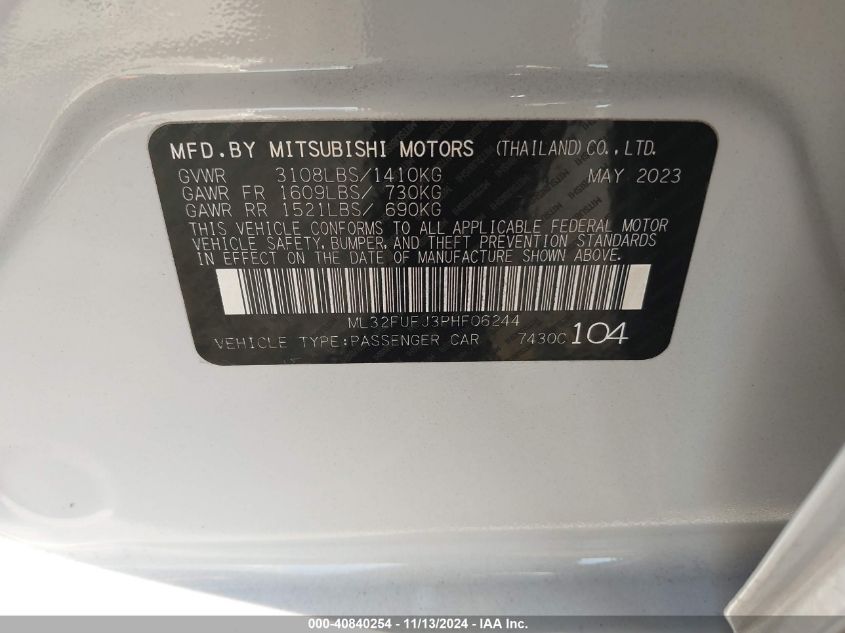 MFD.BY MITSUBISHI MOTORS (THAILAND)CO.,LTD.
GVWR 3108LBS/1410KG MAY 2023
GAWR FR 1609LBS/ 730KG
GAWR RR 1521LBS/ 690KG
THIS VEHICLE CONFORMS TO ALL APPLICABLE FEDERAL MOTOR
VEHICLE SAFETY, BUMPER, AND THEFT PREVENTION STANDARDS
IN EFFECT ON THE DATE OF MANUFACTURE SHOWN ABOVE.
ML32FUFJ3PHF06244
VEHICLE TYPE:PASSENGER CAR 7430C 104
000-40840254 - 11/13/2024 - IAA Inc.